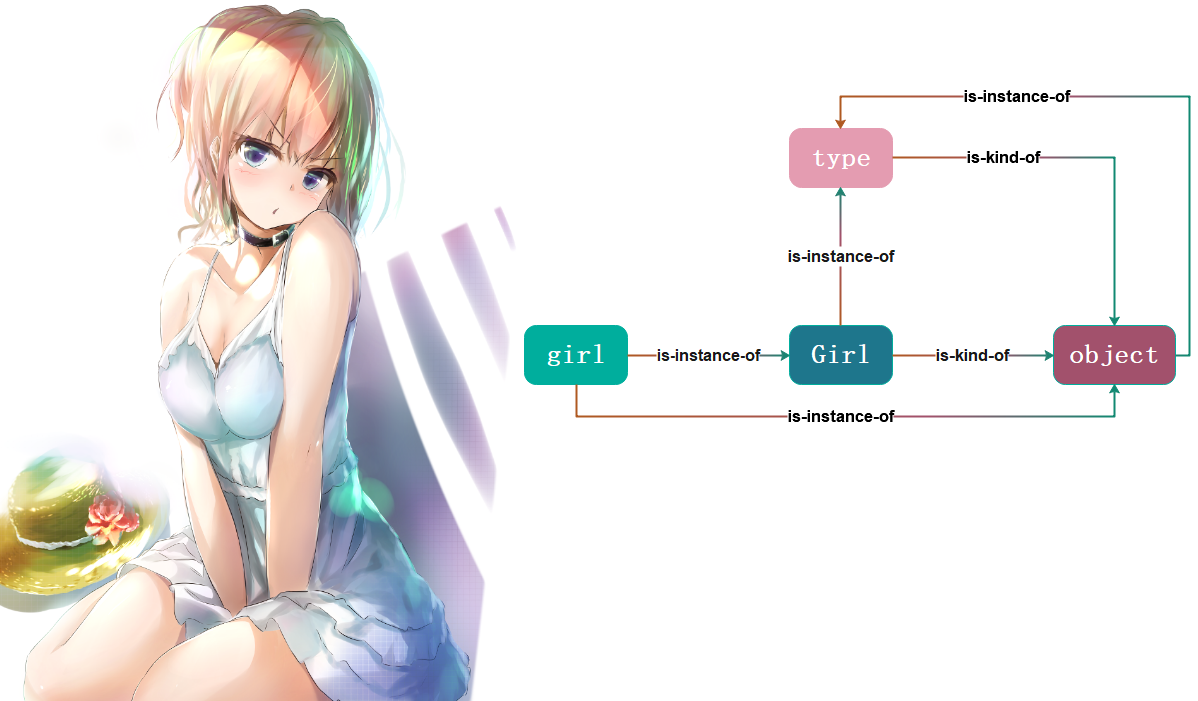 is-instance-of
type
is-kind-of
is-instance-of
girl
is-instance-of
Girl
is-kind-of
object
is-instance-of